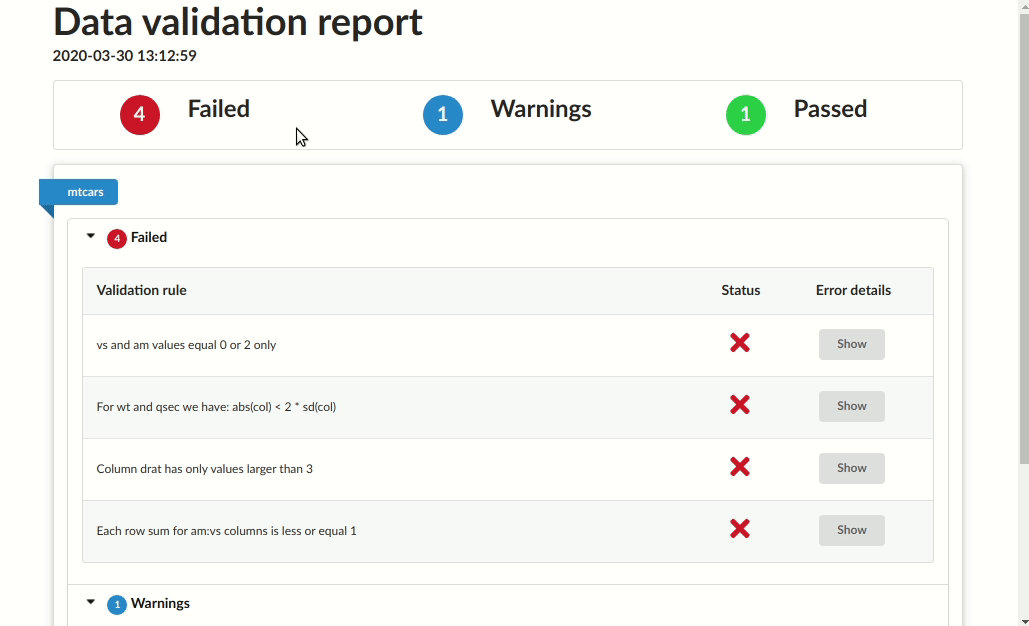 Data validation report
2020-03-30 13:12:59
4 Failed 1 Warnings 1 Passed
mtcars
4 Failed
Validation rule Status Error details
vs and am values equal 0 or 2 only Show
For wt and qsec we have: abs(col) < 2 * sd(col) Show
Column drat has only values larger than 3 Show
Each row sum for am:vs columns is less or equal 1 Show
1 Warnings